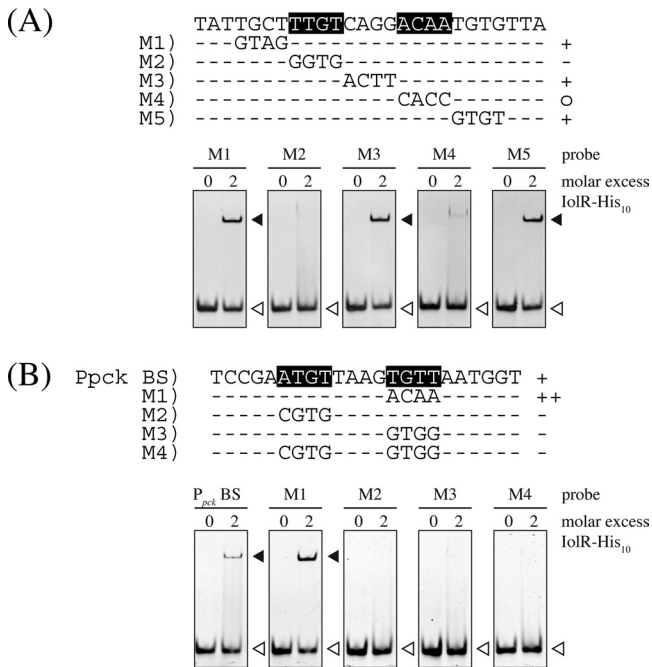 (A)
TATTGCTTTGTCAGGACAATGTGTTA
M1) ---GTAG------------------- +
M2) -------GGTG--------------- -
M3) -----------ACTT----------- +
M4) ---------------CACC------- o
M5) -------------------GTGT--- +
M1 M2 M3 M4 M5 probe
0 2 0 2 0 2 0 2 0 2 molar excess
IolR-His10
(B)
Ppck BS) TCCGAATGTTAAGTGTTAATGGT +
M1) -------------ACAA------ ++
M2) -----CGTG-------------- -
M3) -------------GTGG------ -
M4) -----CGTG----GTGG------ -
Ppck BS M1 M2 M3 M4 probe
0 2 0 2 0 2 0 2 0 2 molar excess
IolR-His10